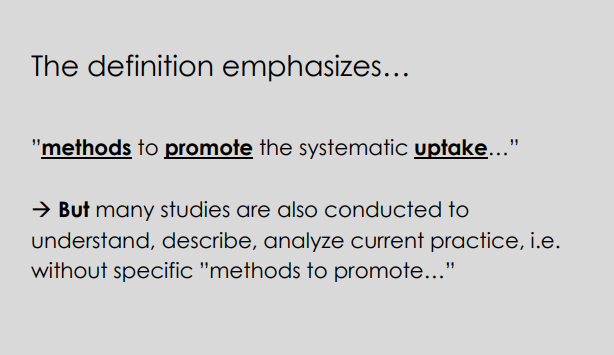 The definition emphasizes…
”methods to promote the systematic uptake…”
→ But many studies are also conducted to
understand, describe, analyze current practice, i.e.
without specific ”methods to promote…”